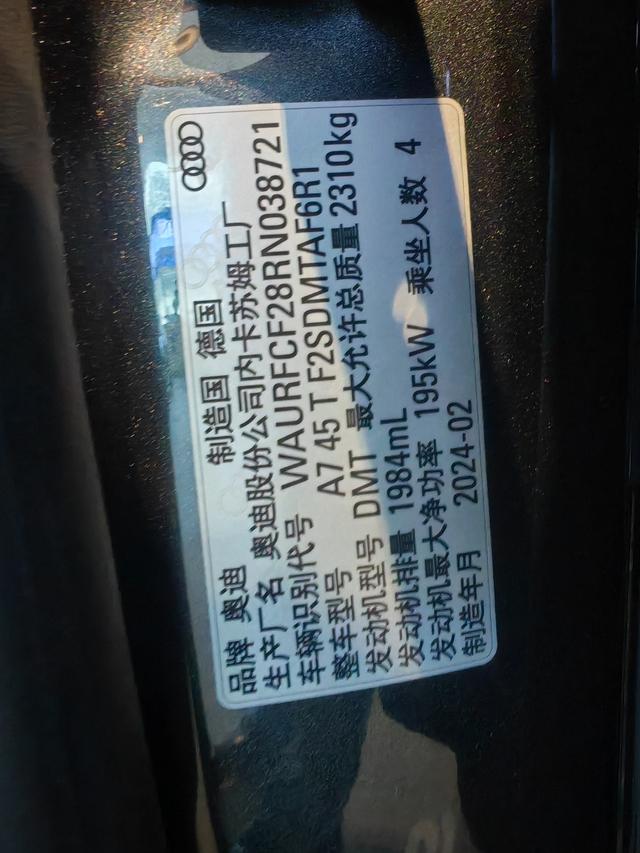 品牌 奥迪 制造国 德国
生产厂名 奥迪股份公司内卡苏姆工厂
车辆识别代号 WAURFCF28RN038721
整车型号 A7 45 T F2SDMTAF6R1
发动机型号 DMT 最大允许总质量 2310kg
发动机排量 1984mL
发动机最大净功率 195kW 乘坐人数 4
制造年月 2024-02